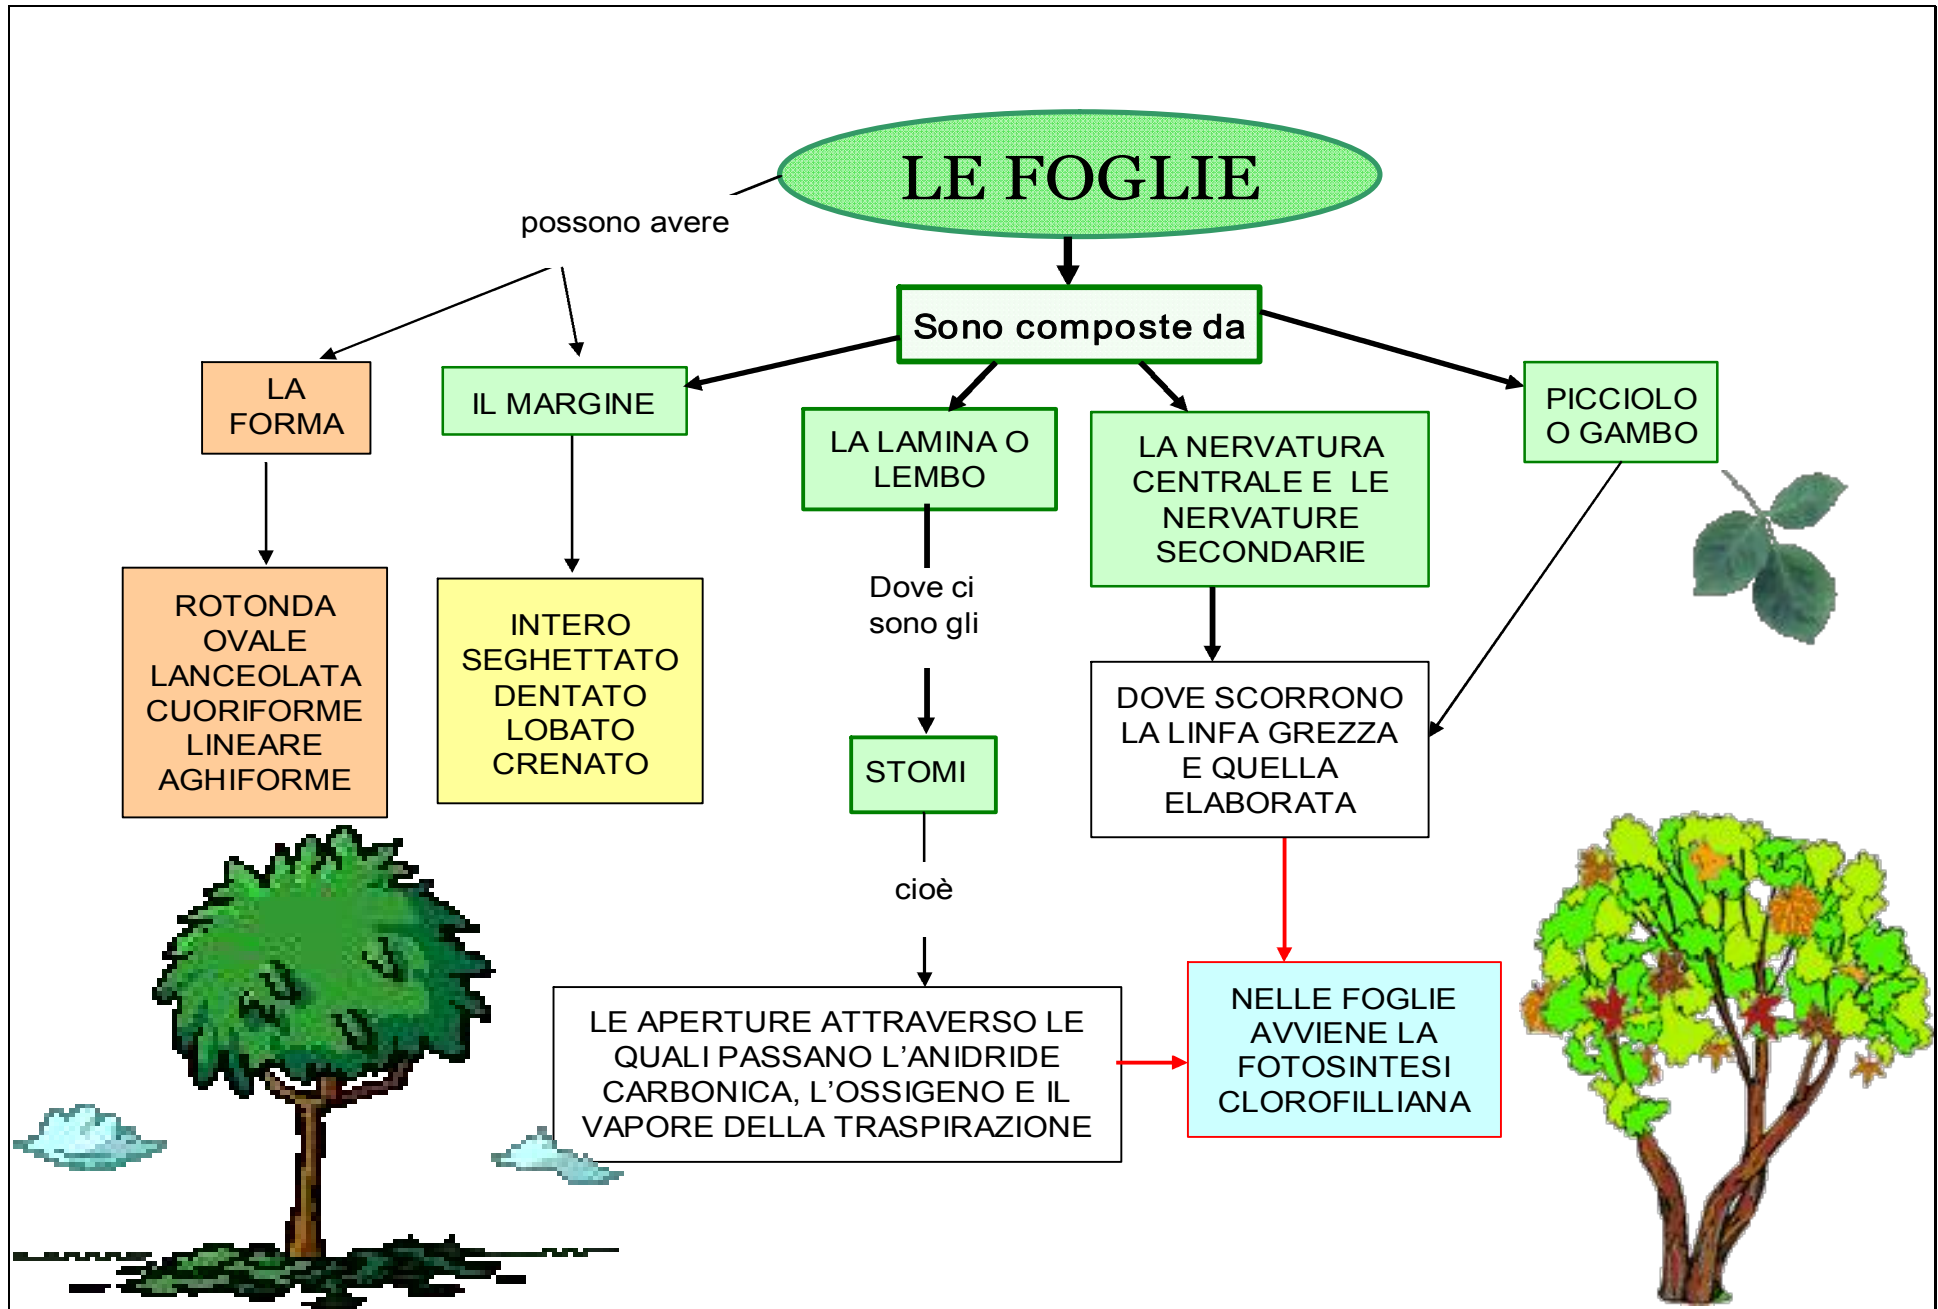 LE FOGLIE
possono avere
Sono composte da
LA
FORMA
IL MARGINE
LA LAMINA O
LEMBO
LA NERVATURA
CENTRALE E LE
NERVATURE
SECONDARIE
PICCIOLO
O GAMBO
ROTONDA
OVALE
LANCEOLATA
CUORIFORME
LINEARE
AGHIFORME
INTERO
SEGHETTATO
DENTATO
LOBATO
CRENATO
Dove ci
sono gli
DOVE SCORRONO
LA LINFA GREZZA
E QUELLA
ELABORATA
STOMI
cioè
LE APERTURE ATTRAVERSO LE
QUALI PASSANO L’ANIDRIDE
CARBONICA, L’OSSIGENO E IL
VAPORE DELLA TRASPIRAZIONE
NELLE FOGLIE
AVVIENE LA
FOTOSINTESI
CLOROFILLIANA